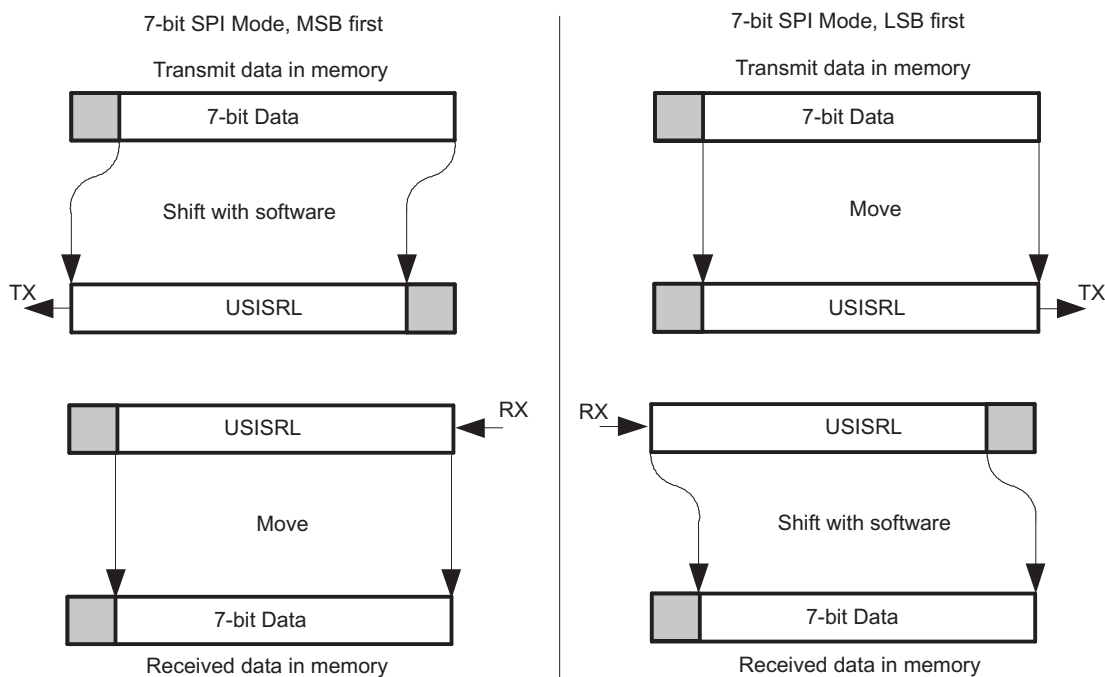 7-bit SPI Mode, MSB first
Transmit data in memory
7-bit Data
Shift with software
TX
USISRL
RX
USISRL
Move
7-bit Data
Received data in memory
7-bit SPI Mode, LSB first
Transmit data in memory
7-bit Data
Move
USISRL
TX
RX
USISRL
Shift with software
7-bit Data
Received data in memory